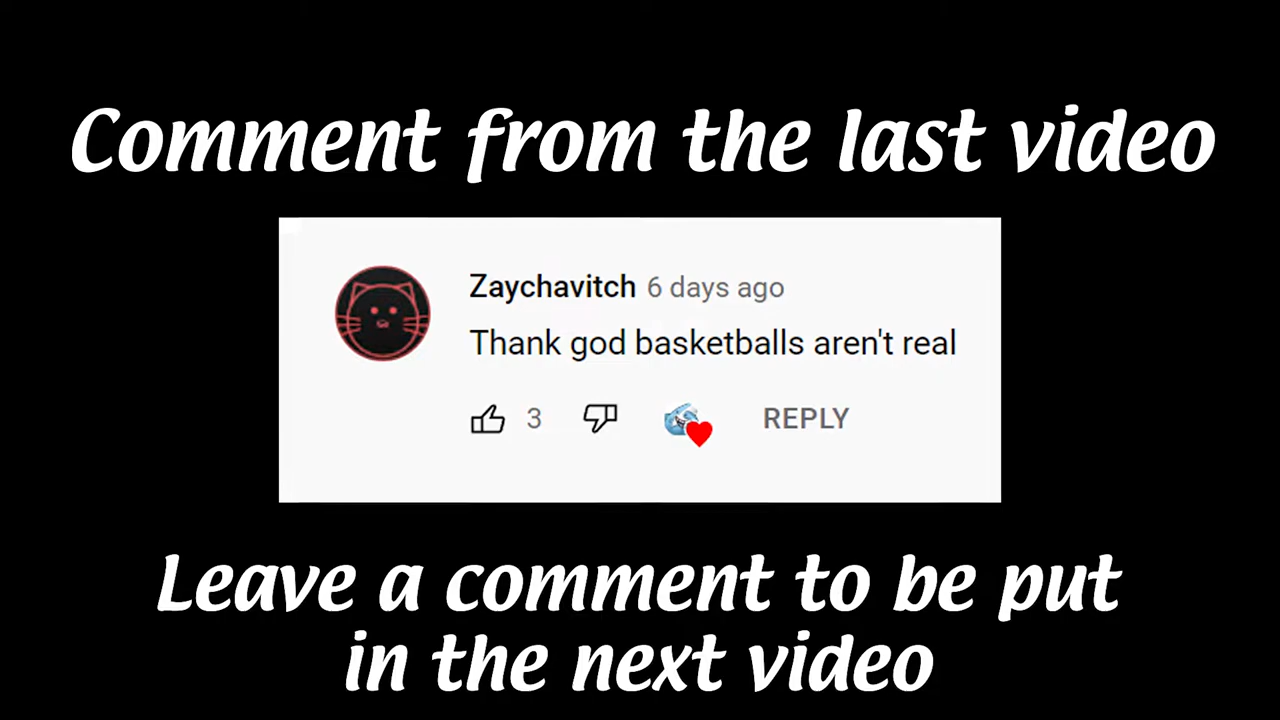 Comment from the last video
Zaychavitch 6 days ago
Thank god basketballs aren't real
3 REPLY
Leave a comment to be put
in the next video